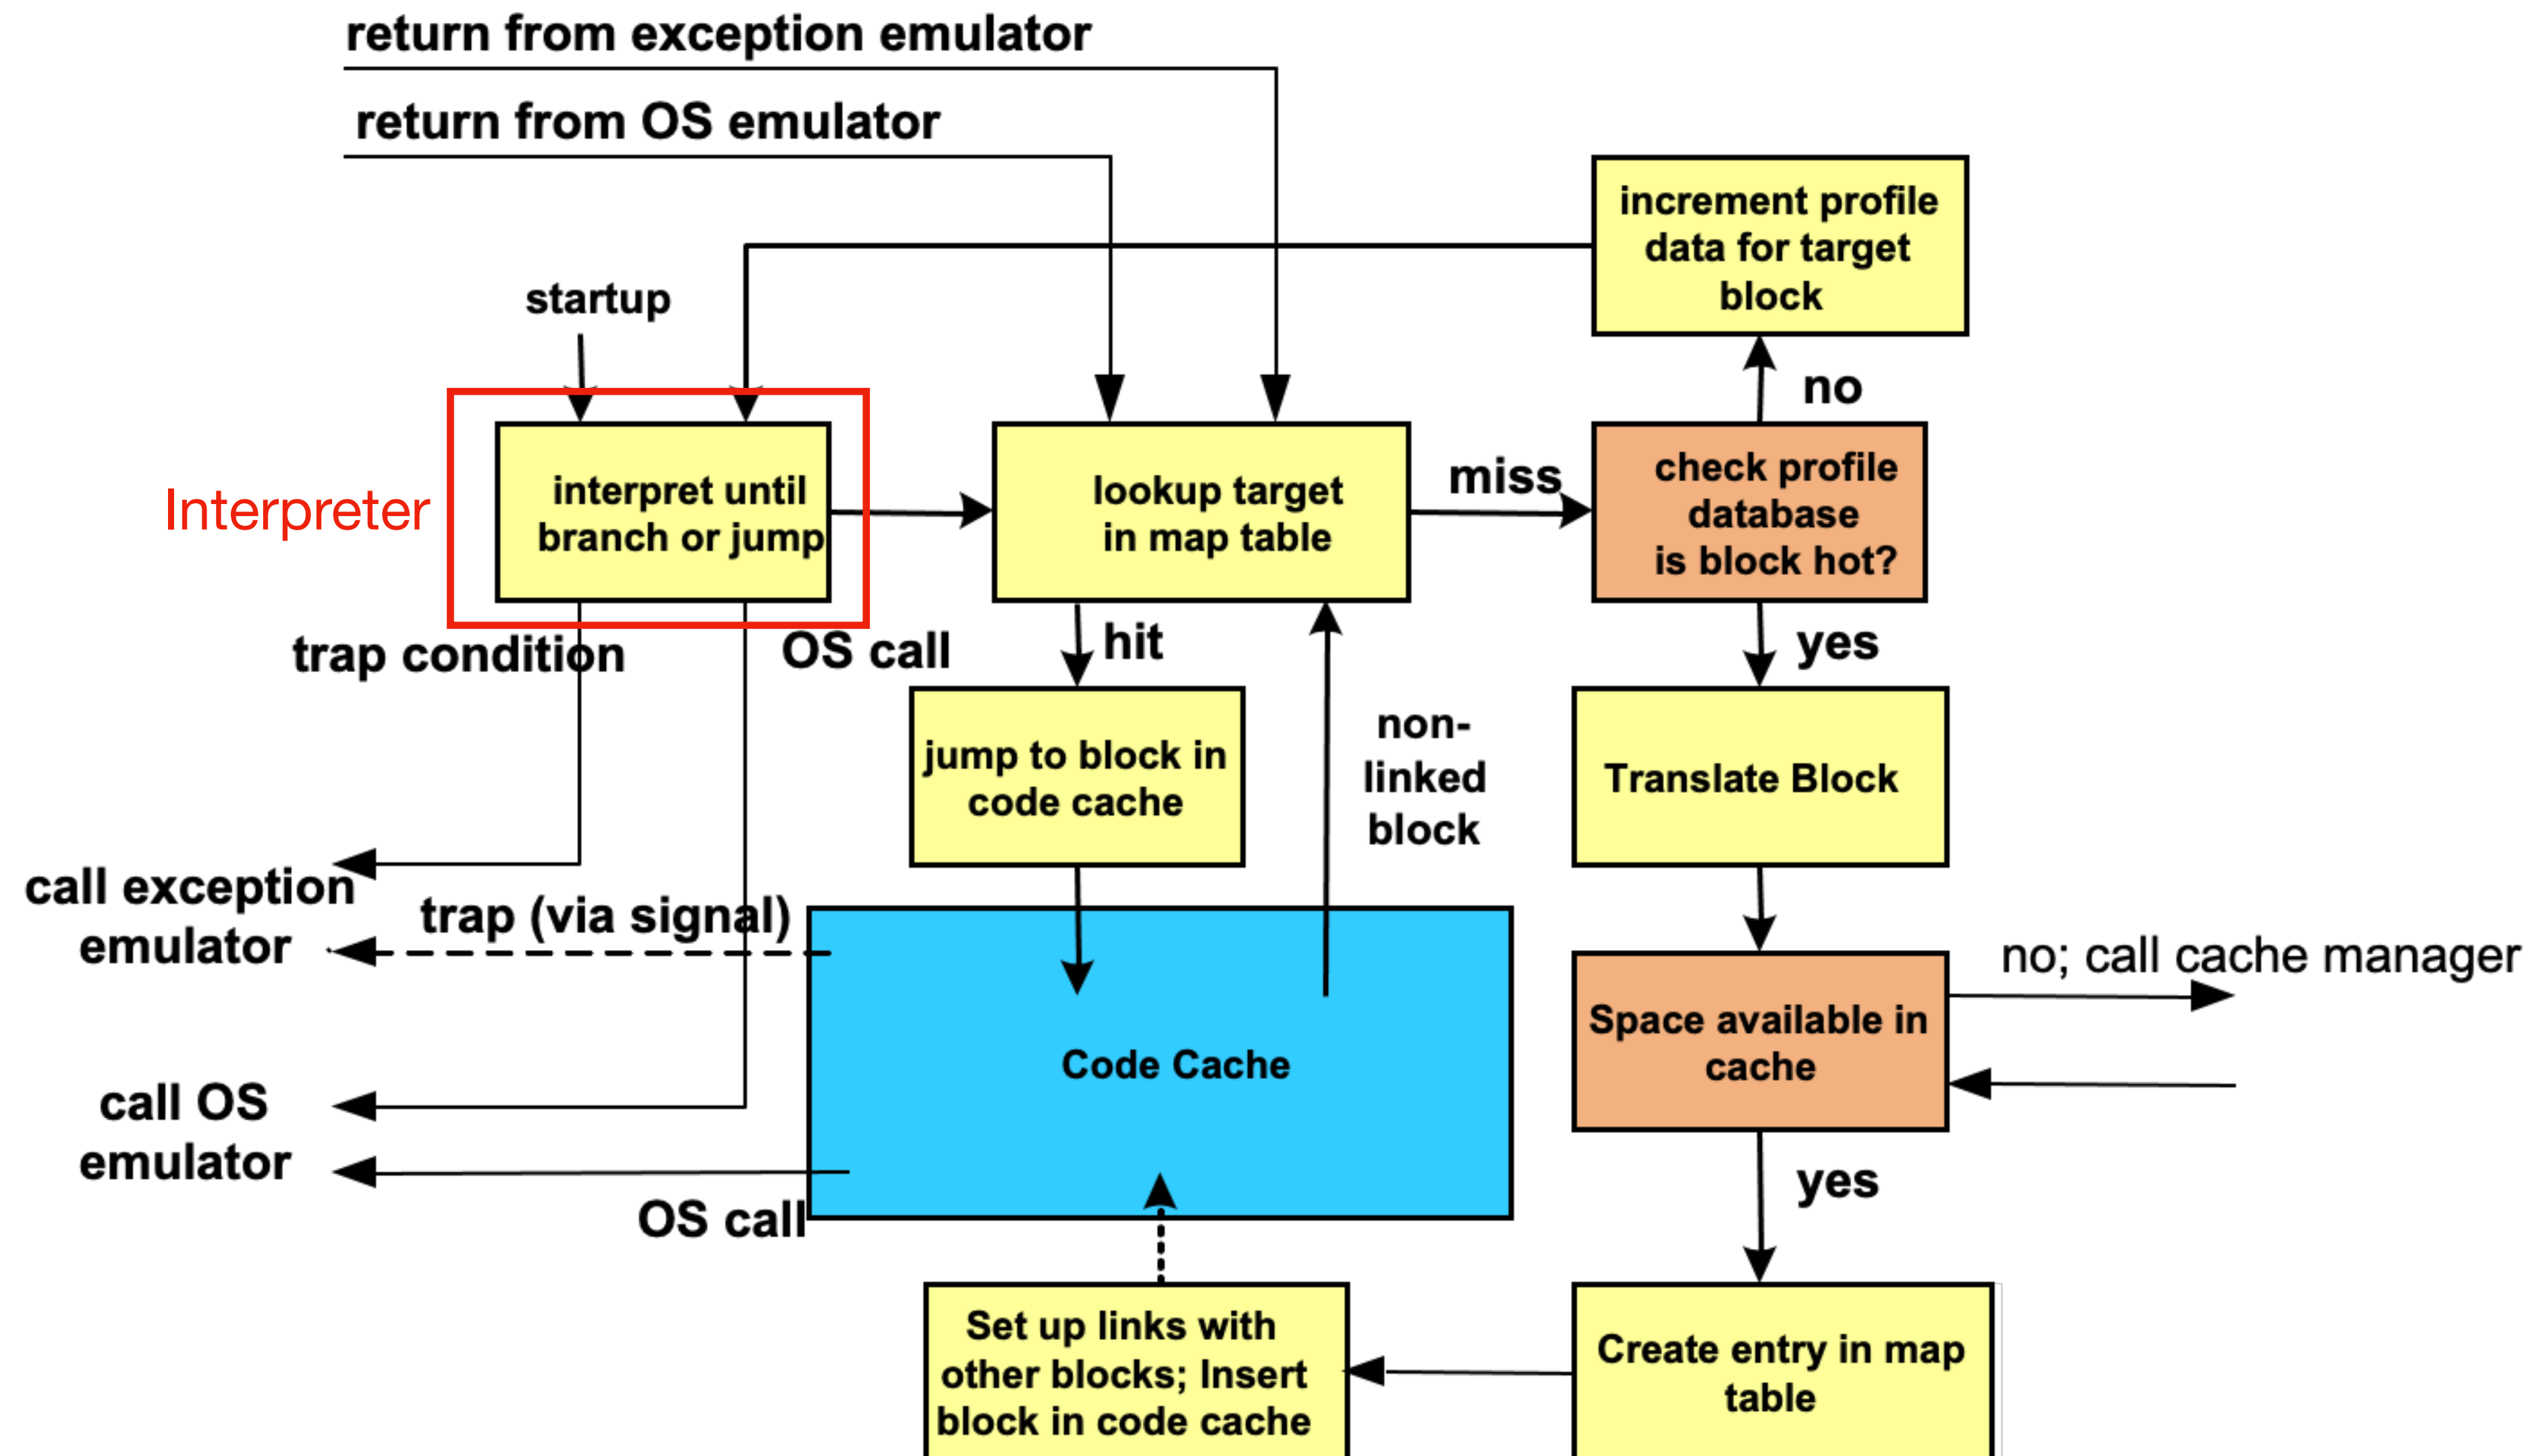 return from exception emulator
return from OS emulator
increment profile
data for target
block
startup
no
Interpreter
interpret until
branch or jump
lookup target
in map table
miss
check profile
database
is block hot?
trap condition
OS call
hit
yes
non-
linked
block
jump to block in
code cache
Translate Block
call exception
emulator
trap (via signal)
no; call cache manager
Space available in
cache
Code Cache
call OS
emulator
OS call
yes
Set up links with
other blocks; Insert
block in code cache
Create entry in map
table